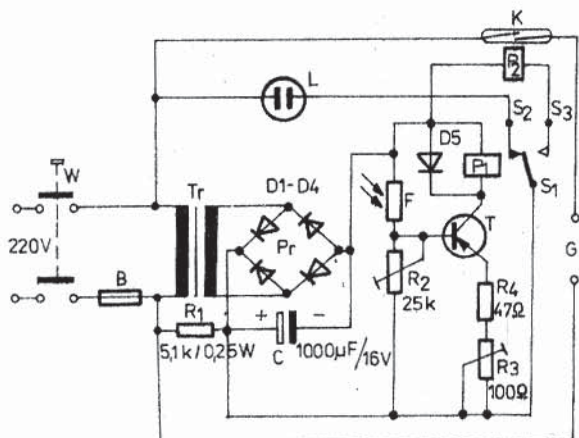 K
P2
L
S2
S3
D5
P1
S1
W
Tr
D1-D4
F
Pr
T
220V
B
R2
25k
G
R4
47Ω
R1
+
-
5,1k/0,25W
C
1000µF/16V
R3
100Ω